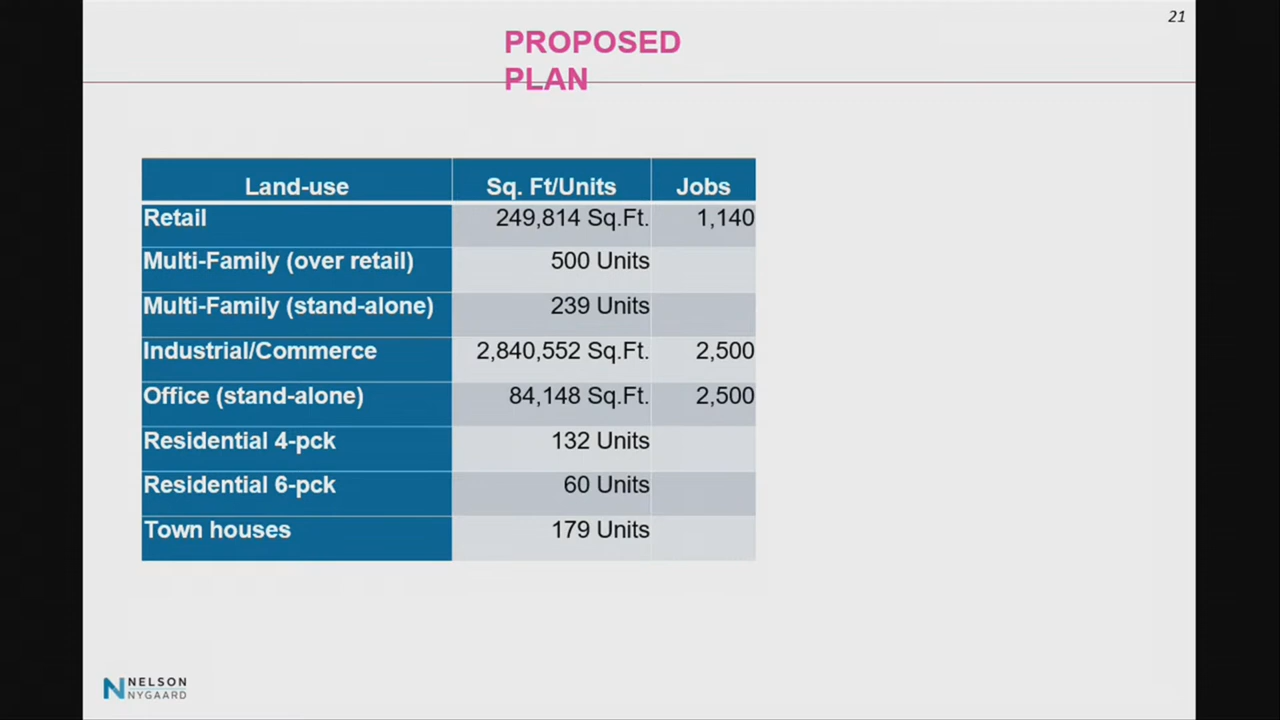 21
PROPOSED
PLAN
Land-use Sq. Ft/Units Jobs
Retail 249,814 Sq.Ft. 1,140
Multi-Family (over retail) 500 Units
Multi-Family (stand-alone) 239 Units
Industrial/Commerce 2,840,552 Sq.Ft. 2,500
Office (stand-alone) 84,148 Sq.Ft. 2,500
Residential 4-pck 132 Units
Residential 6-pck 60 Units
Town houses 179 Units
NELSON
NYGAARD